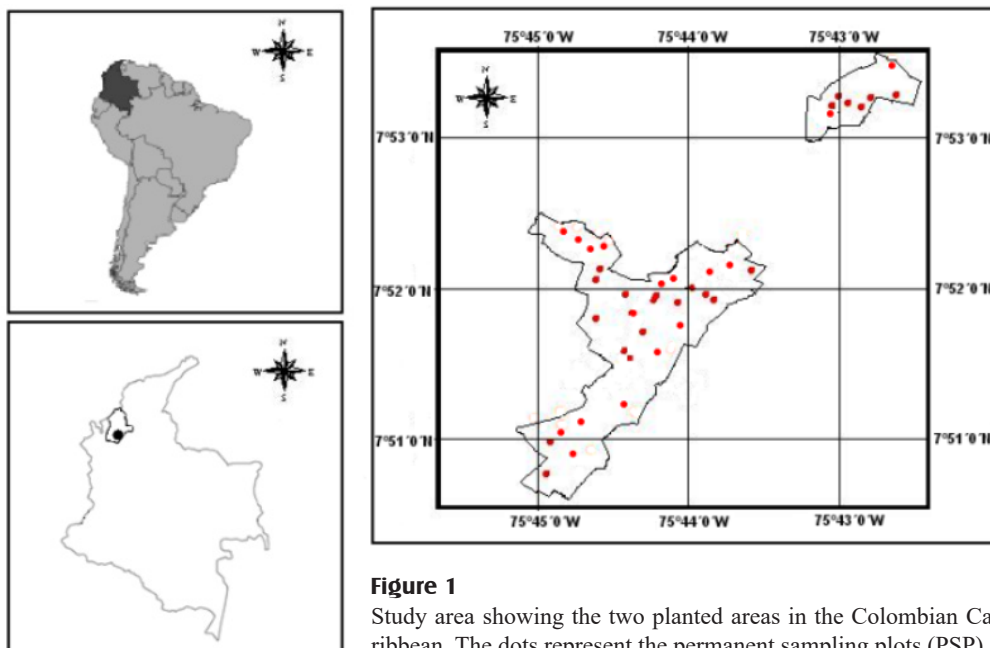 N
W E
S
N
W E
S
75˚45´0¨W 75˚44´0¨W 75˚43´0¨W
N
W E
S
7˚53´0¨N 7˚53´0¨N
7˚52´0¨N 7˚52´0¨N
7˚51´0¨N 7˚51´0¨N
75˚45´0¨W 75˚44´0¨W 75˚43´0¨W
Figure 1
Study area showing the two planted areas in the Colombian Ca-
ribbean. The dots represent the permanent sampling plots (PSP)